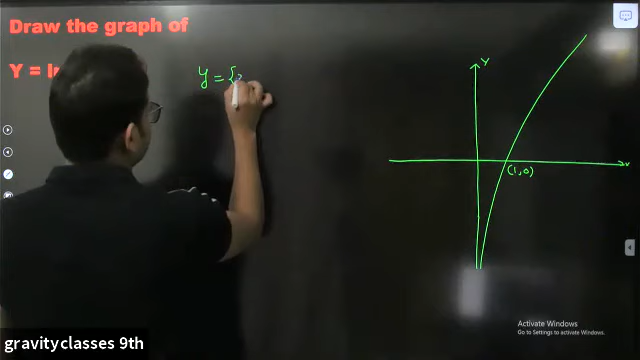 Draw the graph of
Y = l
y = {
Y
x
(1,0)
Activate Windows
Go to Settings to activate Windows.
gravityclasses 9th